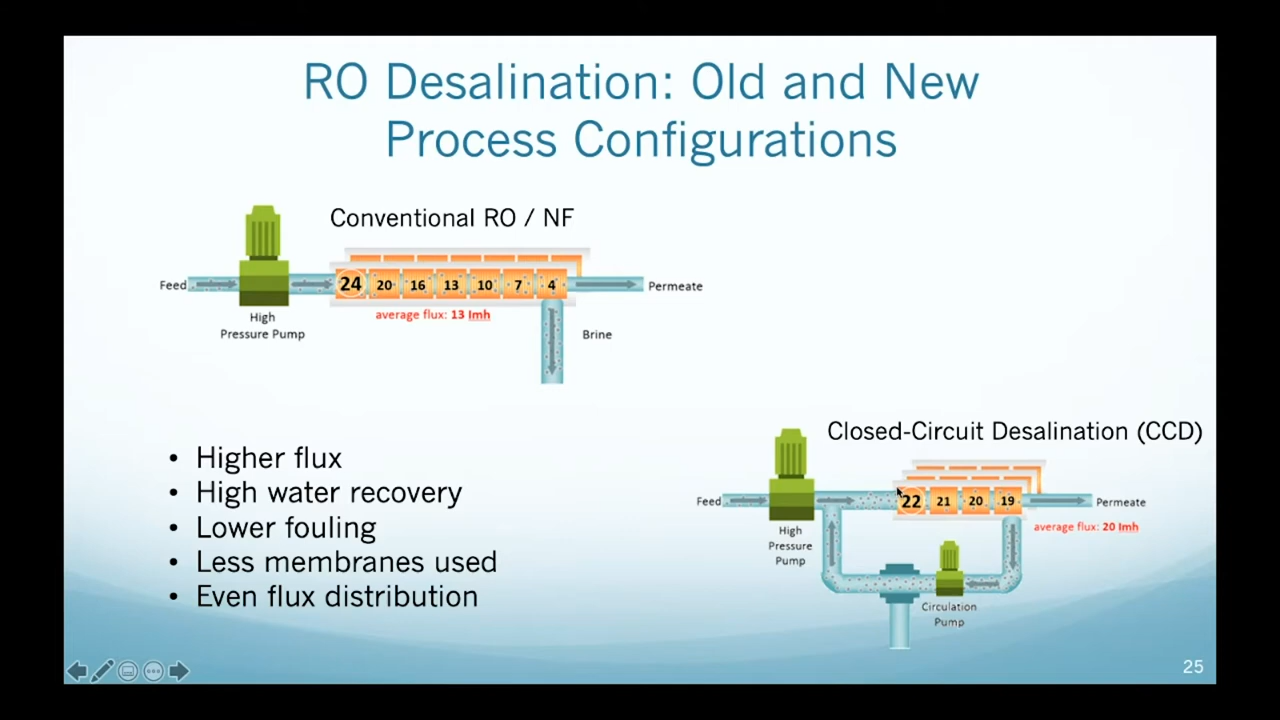 RO Desalination: Old and New
Process Configurations
Conventional RO / NF
Feed
24 20 16 13 10 7 4
Permeate
average flux: 13 lmh
High
Pressure Pump
Brine
Closed-Circuit Desalination (CCD)
• Higher flux
• High water recovery
• Lower fouling
• Less membranes used
• Even flux distribution
Feed
22 21 20 19
Permeate
average flux: 20 lmh
High
Pressure
Pump
Circulation
Pump
25